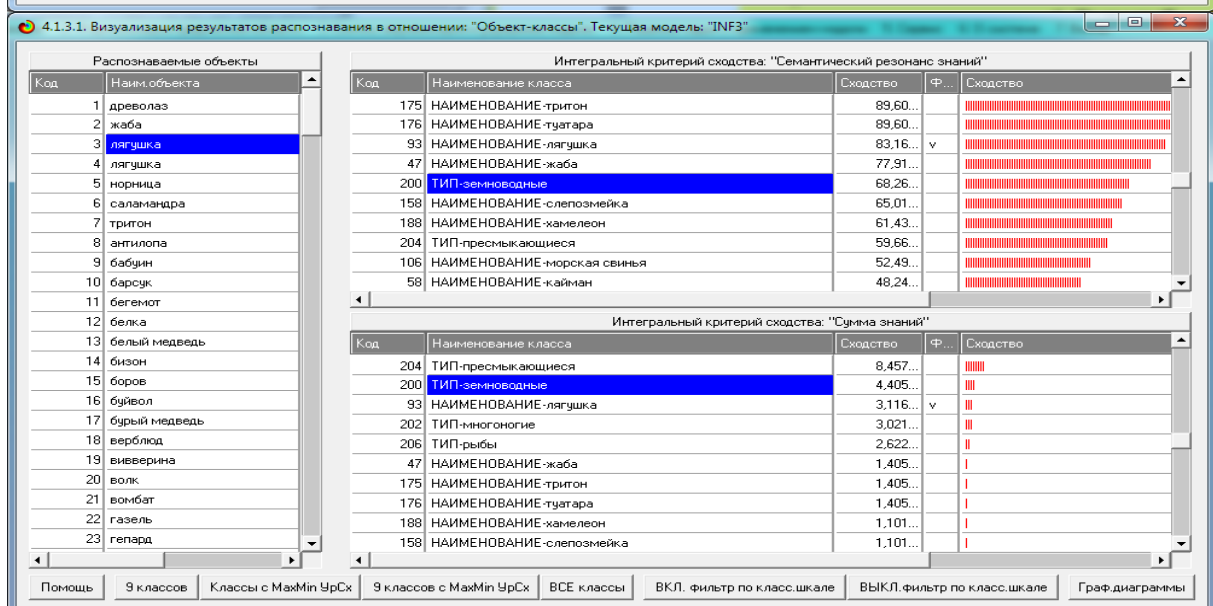 4.1.3.1. Визуализация результатов распознавания в отношении: "Объект-классы". Текущая модель: "INF3"
Распознаваемые объекты
Код Наим.объекта
1 древолаз
2 жаба
3 лягушка
4 лягушка
5 норница
6 саламандра
7 тритон
8 антилопа
9 бабуин
10 барсук
11 бегемот
12 белка
13 белый медведь
14 бизон
15 боров
16 буйвол
17 бурый медведь
18 верблюд
19 вивверина
20 волк
21 вомбат
22 газель
23 гепард
Интегральный критерий сходства: "Семантический резонанс знаний"
Код Наименование класса Сходство Ф... Сходство
175 НАИМЕНОВАНИЕ-тритон 89,60...
176 НАИМЕНОВАНИЕ-туатара 89,60...
93 НАИМЕНОВАНИЕ-лягушка 83,16... v
47 НАИМЕНОВАНИЕ-жаба 77,91...
200 ТИП-земноводные 68,26...
158 НАИМЕНОВАНИЕ-слепозмейка 65,01...
188 НАИМЕНОВАНИЕ-хамелеон 61,43...
204 ТИП-пресмыкающиеся 59,66...
106 НАИМЕНОВАНИЕ-морская свинья 52,49...
58 НАИМЕНОВАНИЕ-кайман 48,24...
Интегральный критерий сходства: "Сумма знаний"
Код Наименование класса Сходство Ф... Сходство
204 ТИП-пресмыкающиеся 8,457...
200 ТИП-земноводные 4,405...
93 НАИМЕНОВАНИЕ-лягушка 3,116... v
202 ТИП-многоногие 3,021...
206 ТИП-рыбы 2,622...
47 НАИМЕНОВАНИЕ-жаба 1,405...
175 НАИМЕНОВАНИЕ-тритон 1,405...
176 НАИМЕНОВАНИЕ-туатара 1,405...
188 НАИМЕНОВАНИЕ-хамелеон 1,101...
158 НАИМЕНОВАНИЕ-слепозмейка 1,101...
Помощь 9 классов Классы с MaxMin УрСх 9 классов с MaxMin УрСх ВСЕ классы ВКЛ. фильтр по класс.шкале ВЫКЛ.фильтр по класс.шкале Граф.диаграммы